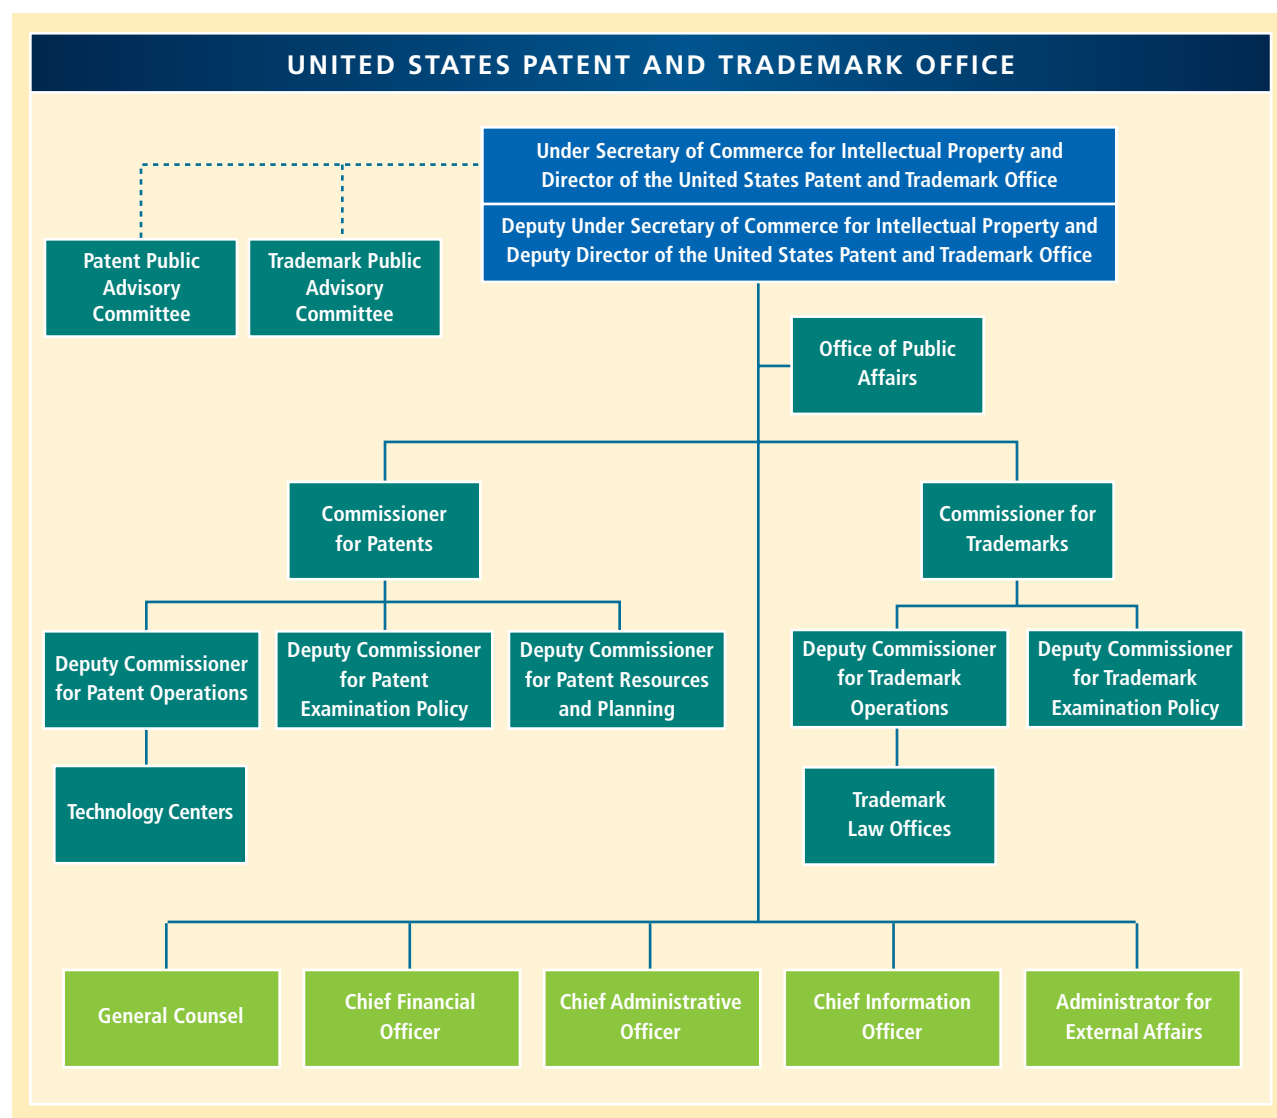 UNITED STATES PATENT AND TRADEMARK OFFICE
Under Secretary of Commerce for Intellectual Property and
Director of the United States Patent and Trademark Office
Deputy Under Secretary of Commerce for Intellectual Property and
Deputy Director of the United States Patent and Trademark Office
Patent Public
Advisory
Committee
Trademark Public
Advisory
Committee
Office of Public
Affairs
Commissioner
for Patents
Commissioner for
Trademarks
Deputy Commissioner
for Patent Operations
Deputy Commissioner
for Patent
Examination Policy
Deputy Commissioner
for Patent Resources
and Planning
Deputy Commissioner
for Trademark
Operations
Deputy Commissioner
for Trademark
Examination Policy
Technology Centers
Trademark
Law Offices
General Counsel
Chief Financial
Officer
Chief Administrative
Officer
Chief Information
Officer
Administrator for
External Affairs